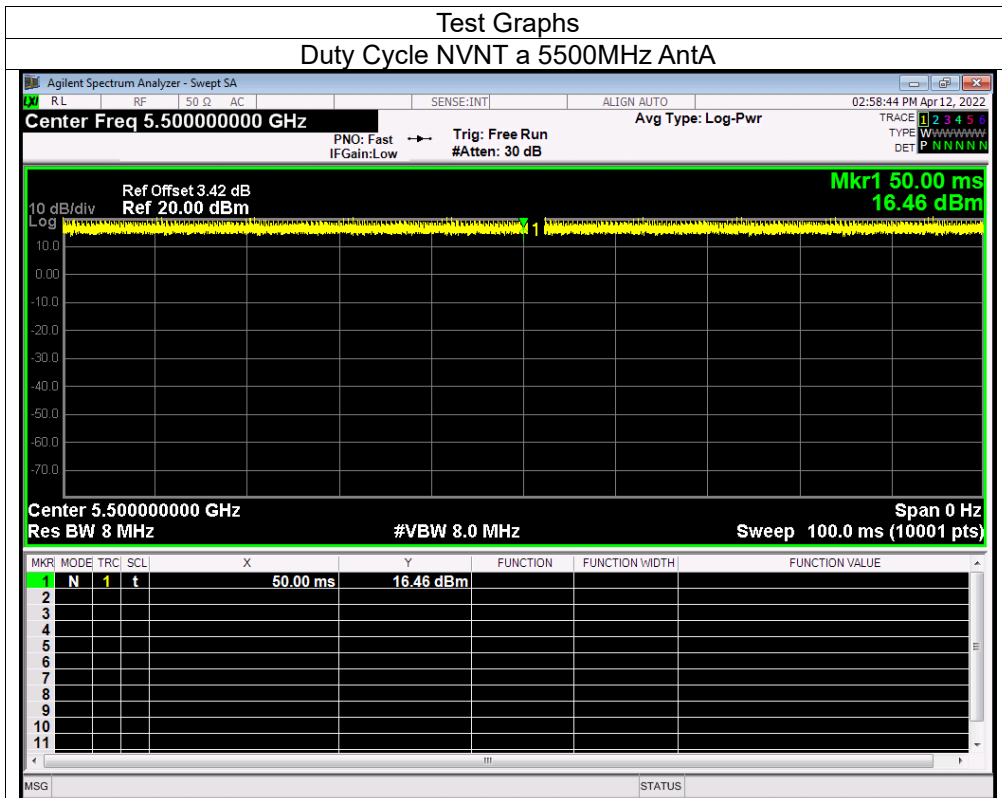 Test Graphs
Duty Cycle NVNT a 5500MHz AntA
Agilent Spectrum Analyzer - Swept SA
LXI RL RF 50 Ω AC SENSE:INT ALIGN AUTO 02:58:44 PM Apr 12, 2022
Center Freq 5.500000000 GHz Avg Type: Log-Pwr TRACE 1 2 3 4 5 6
PNO: Fast Trig: Free Run TYPE WWWWWW
IFGain:Low #Atten: 30 dB DET P N N N N N
Mkr1 50.00 ms
Ref Offset 3.42 dB
10 dB/div Ref 20.00 dBm 16.46 dBm
Log
1
10.0
0.00
-10.0
-20.0
-30.0
-40.0
-50.0
-60.0
-70.0
Center 5.500000000 GHz Span 0 Hz
Res BW 8 MHz #VBW 8.0 MHz Sweep 100.0 ms (10001 pts)
MKR MODE TRC SCL X Y FUNCTION FUNCTION WIDTH FUNCTION VALUE
1 N 1 t 50.00 ms 16.46 dBm
2
3
4
5
6
7
8
9
10
11
MSG STATUS